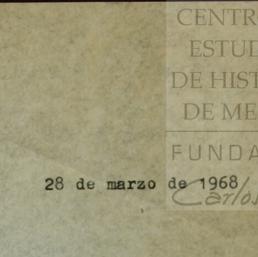 CENTR
ESTUD
DE HIST
DE ME
FUNDA
28 de marzo de 1968
Carlos